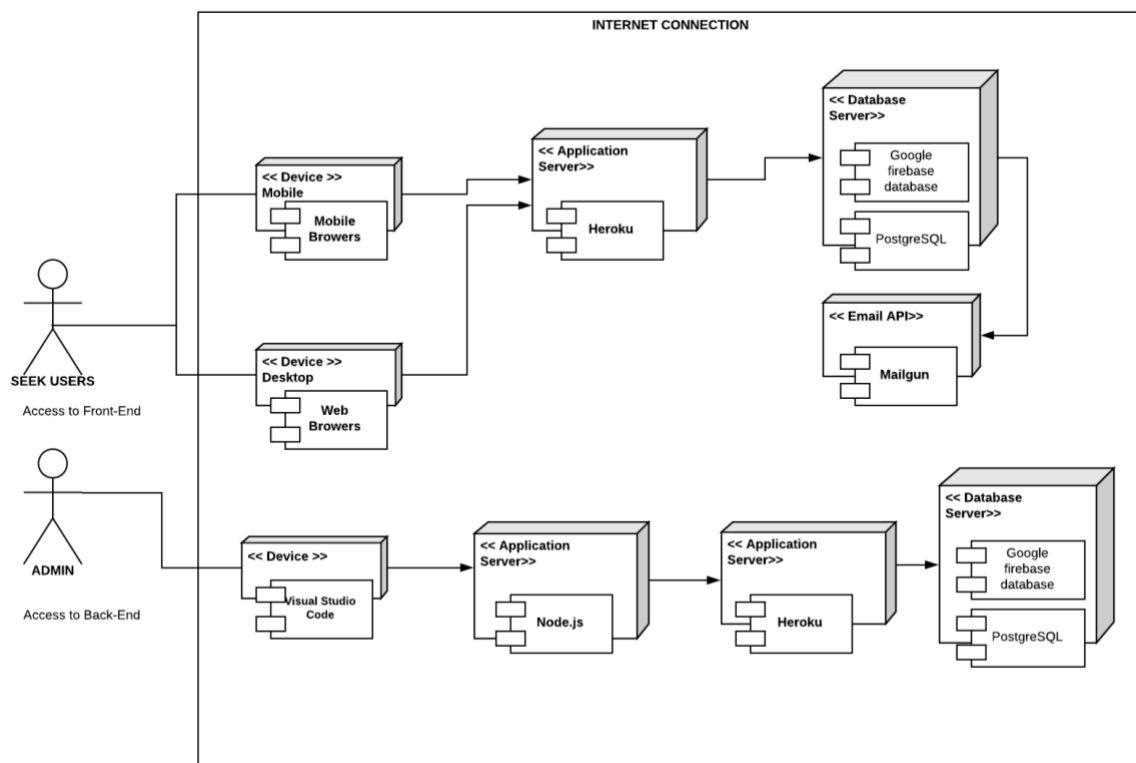 INTERNET CONNECTION
<< Database
Server>>
Google
firebase
database
PostgreSQL
<< Application
Server>>
Heroku
<< Device >>
Mobile
Mobile
Browers
<< Email API>>
Mailgun
<< Device >>
Desktop
Web
Browers
SEEK USERS
Access to Front-End
ADMIN
Access to Back-End
<< Device >>
Visual Studio
Code
<< Application
Server>>
Node.js
<< Application
Server>>
Heroku
<< Database
Server>>
Google
firebase
database
PostgreSQL